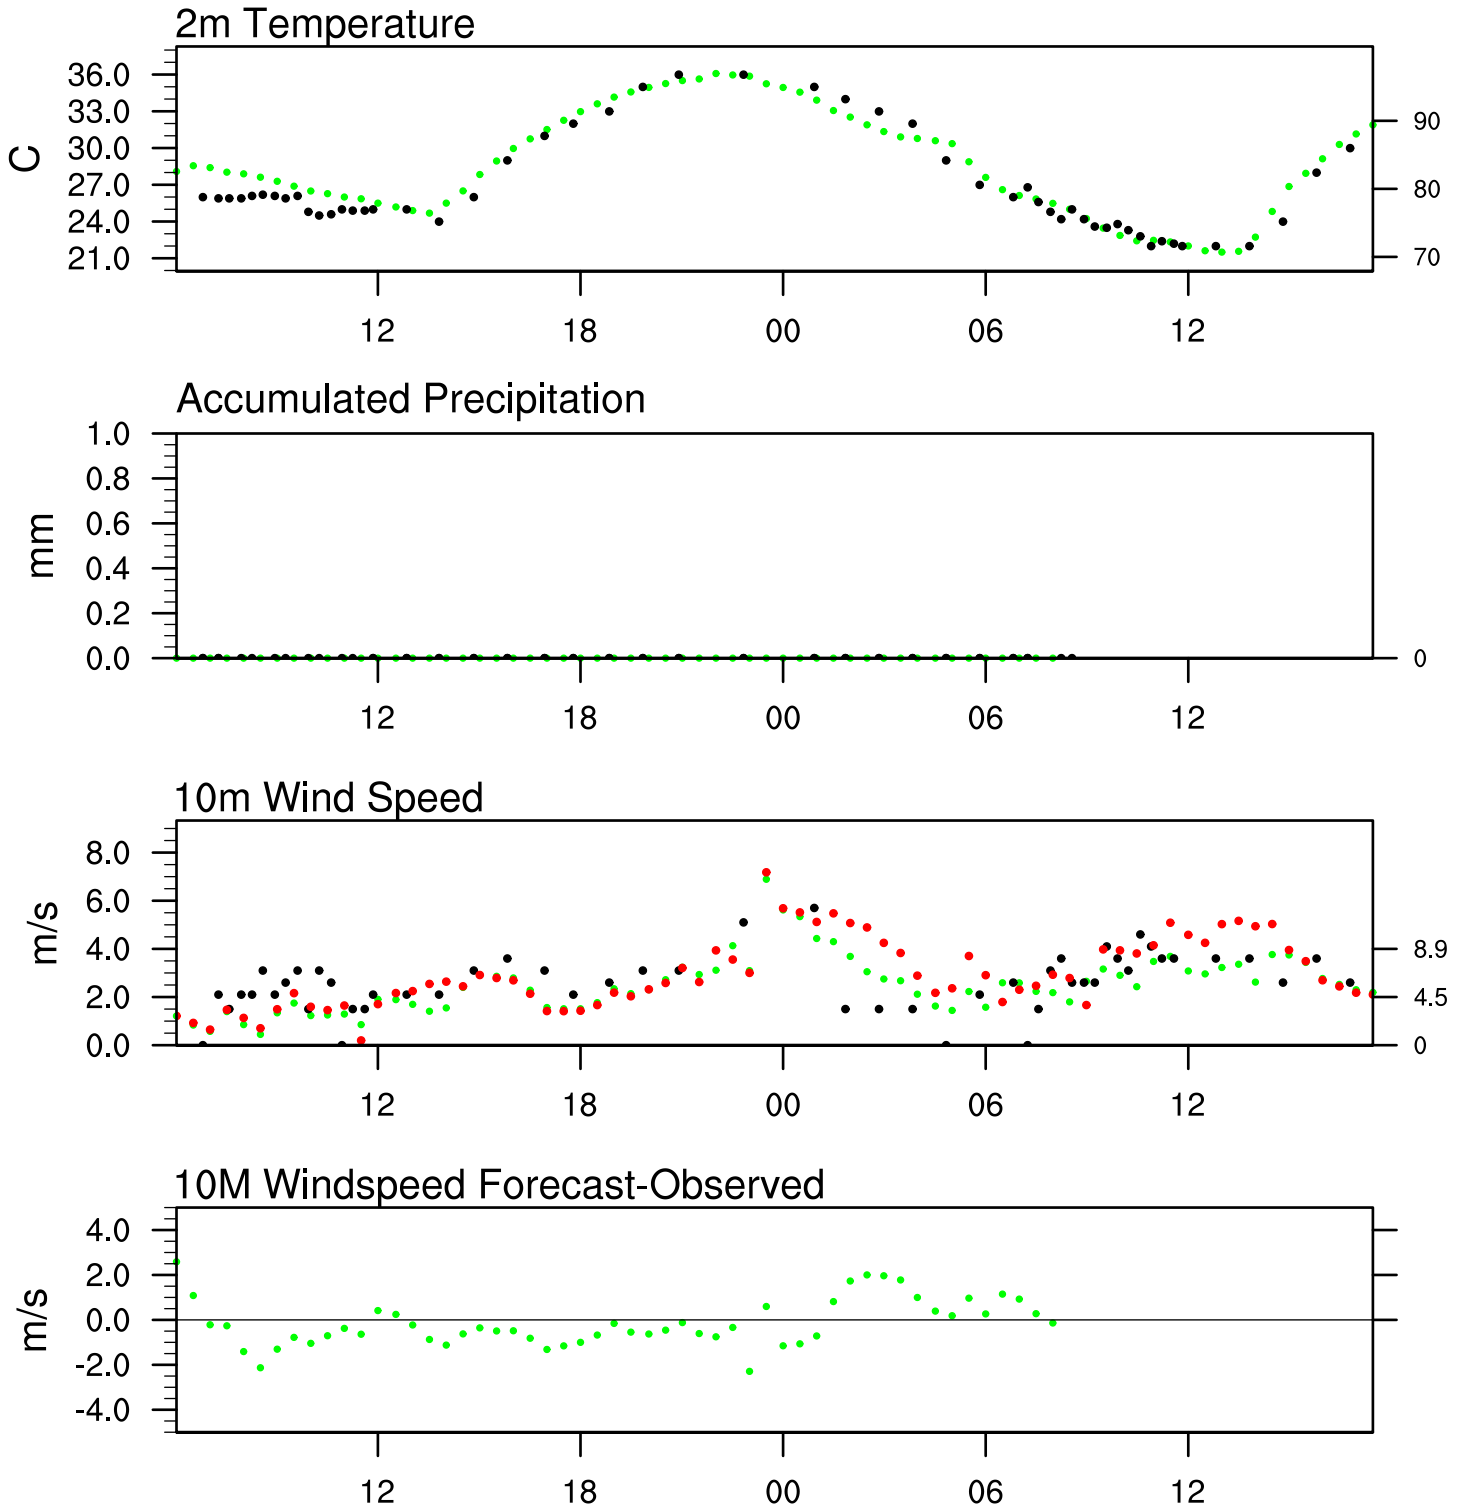 2m Temperature
36.0
33.0
30.0
27.0
24.0
21.0
C
90
80
70
12 18 00 06 12
Accumulated Precipitation
1.0
0.8
0.6
0.4
0.2
0.0
mm
0
12 18 00 06 12
10m Wind Speed
8.0
6.0
4.0
2.0
0.0
m/s
8.9
4.5
0
12 18 00 06 12
10M Windspeed Forecast-Observed
4.0
2.0
0.0
-2.0
-4.0
m/s
12 18 00 06 12